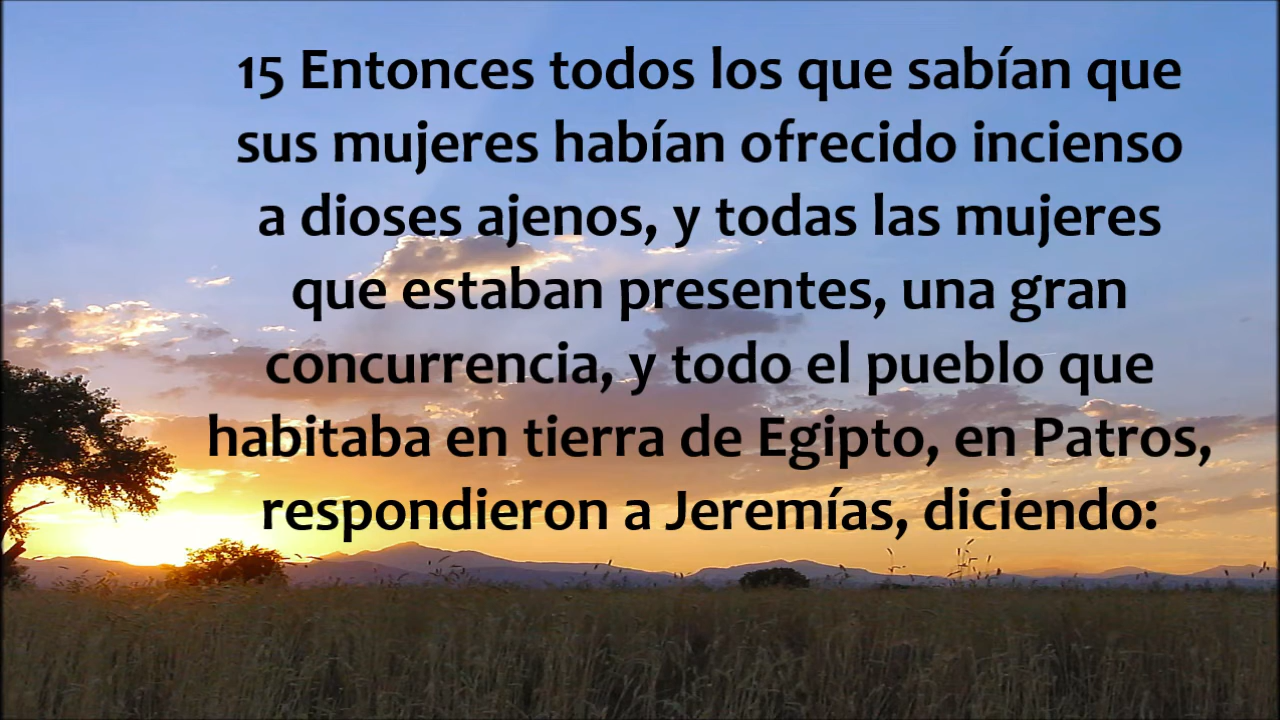 15 Entonces todos los que sabían que
sus mujeres habían ofrecido incienso
a dioses ajenos, y todas las mujeres
que estaban presentes, una gran
concurrencia, y todo el pueblo que
habitaba en tierra de Egipto, en Patros,
respondieron a Jeremías, diciendo: